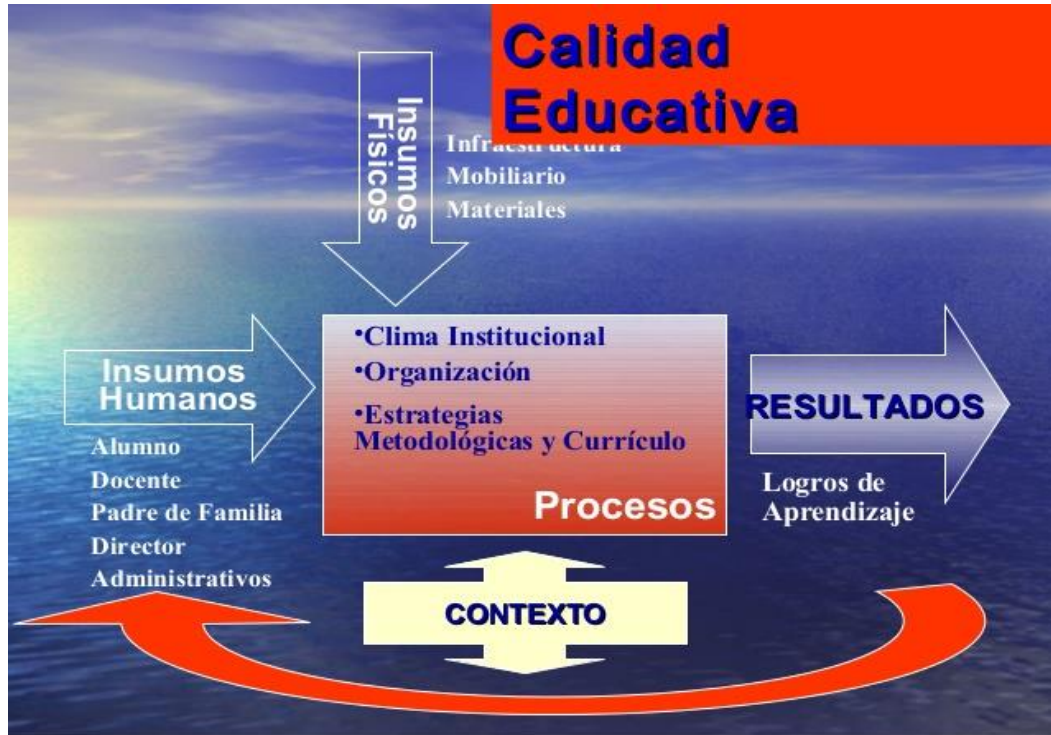 Calidad
Educativa
Insumos
Físicos
Infraestructura
Mobiliario
Materiales
•Clima Institucional
•Organización
•Estrategias
Metodológicas y Currículo
Procesos
Insumos
Humanos
Alumno
Docente
Padre de Familia
Director
Administrativos
RESULTADOS
Logros de
Aprendizaje
CONTEXTO